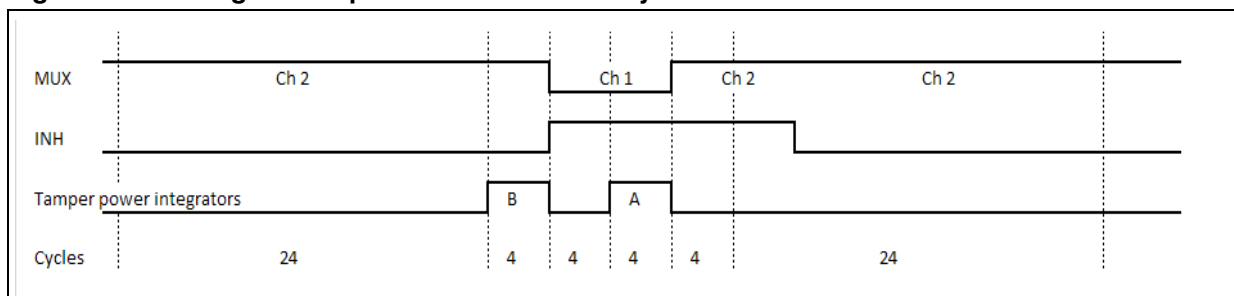 MUX Ch 2 Ch 1 Ch 2 Ch 2
INH
Tamper power integrators B A
Cycles 24 4 4 4 4 24